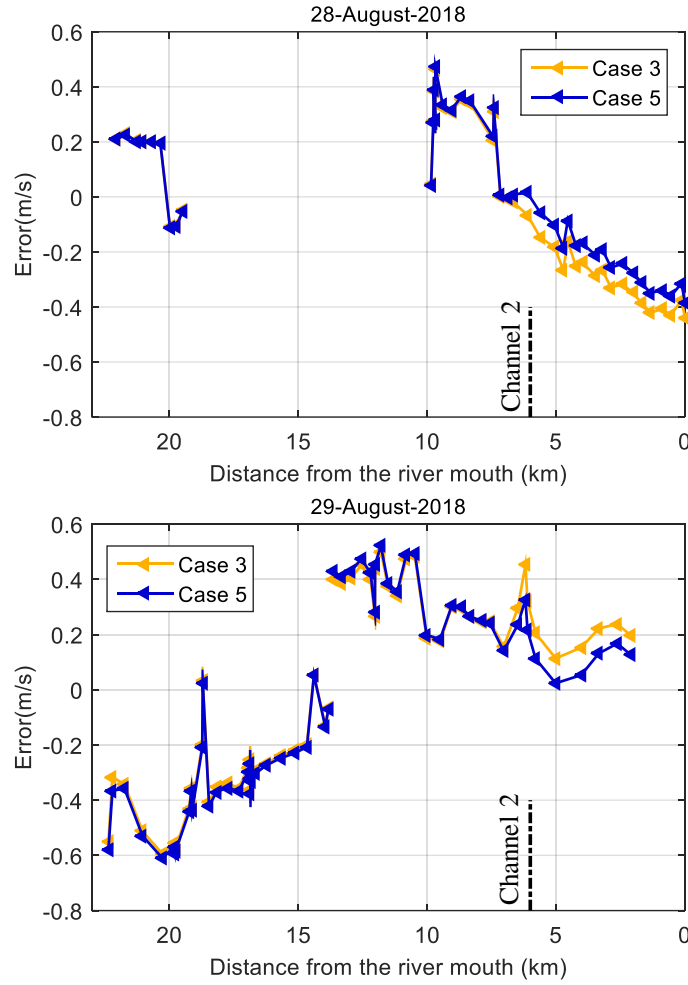 28-August-2018
0.6
0.4
0.2
0
-0.2
-0.4
-0.6
-0.8
Error(m/s)
Case 3
Case 5
Channel 2
20
15
10
5
0
Distance from the river mouth (km)
29-August-2018
0.6
0.4
0.2
0
-0.2
-0.4
-0.6
-0.8
Error(m/s)
Case 3
Case 5
Channel 2
20
15
10
5
0
Distance from the river mouth (km)